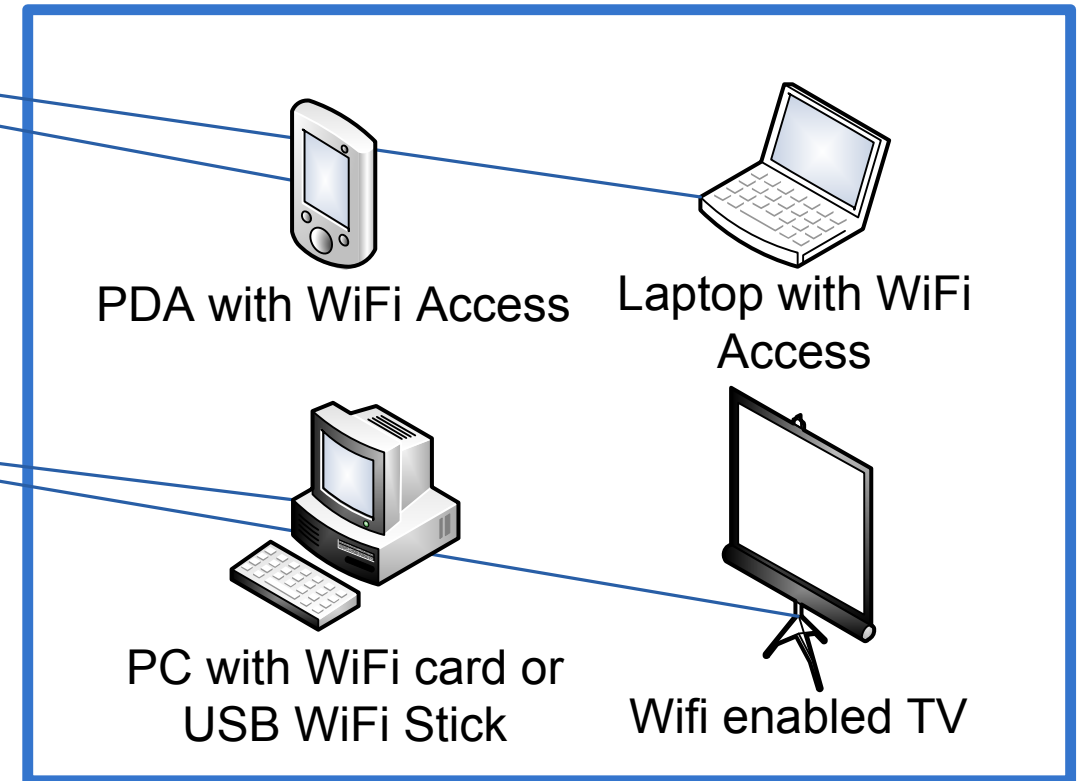 PDA with WiFi Access
Laptop with WiFi
Access
PC with WiFi card or
USB WiFi Stick
Wifi enabled TV